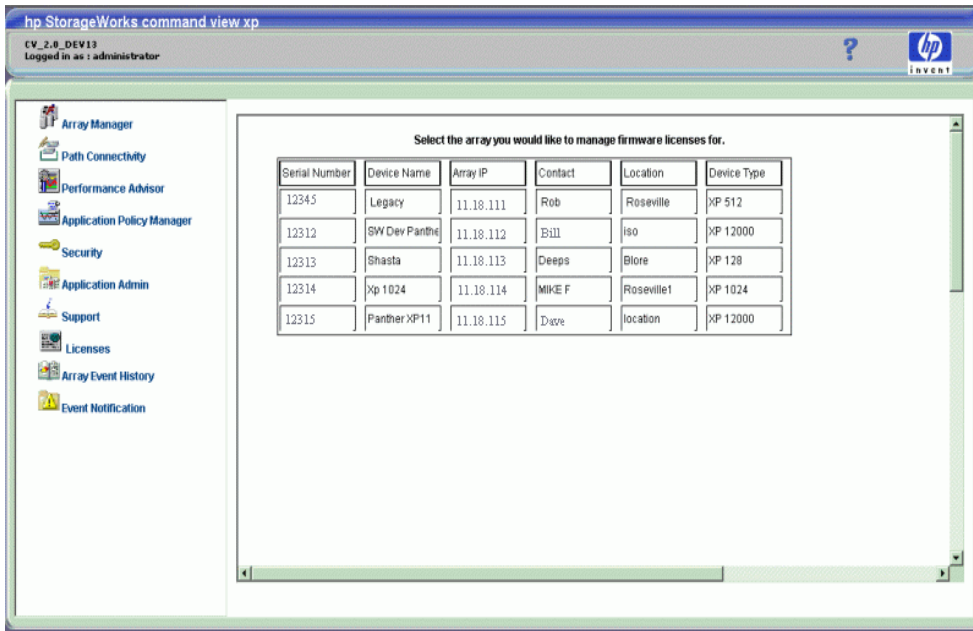 hp StorageWorks command view xp
CV_2.0_DEV13
Logged in as : administrator
?
hp
invent
Array Manager
Path Connectivity
Performance Advisor
Application Policy Manager
Security
Application Admin
Support
Licenses
Array Event History
Event Notification
Select the array you would like to manage firmware licenses for.
Serial Number Device Name Array IP Contact Location Device Type
12345 Legacy 11.18.111 Rob Roseville XP 512
12312 SW Dev Panthe 11.18.112 Bill iso XP 12000
12313 Shasta 11.18.113 Deeps Blore XP 128
12314 Xp 1024 11.18.114 MIKE F Roseville1 XP 1024
12315 Panther XP11 11.18.115 Dave location XP 12000